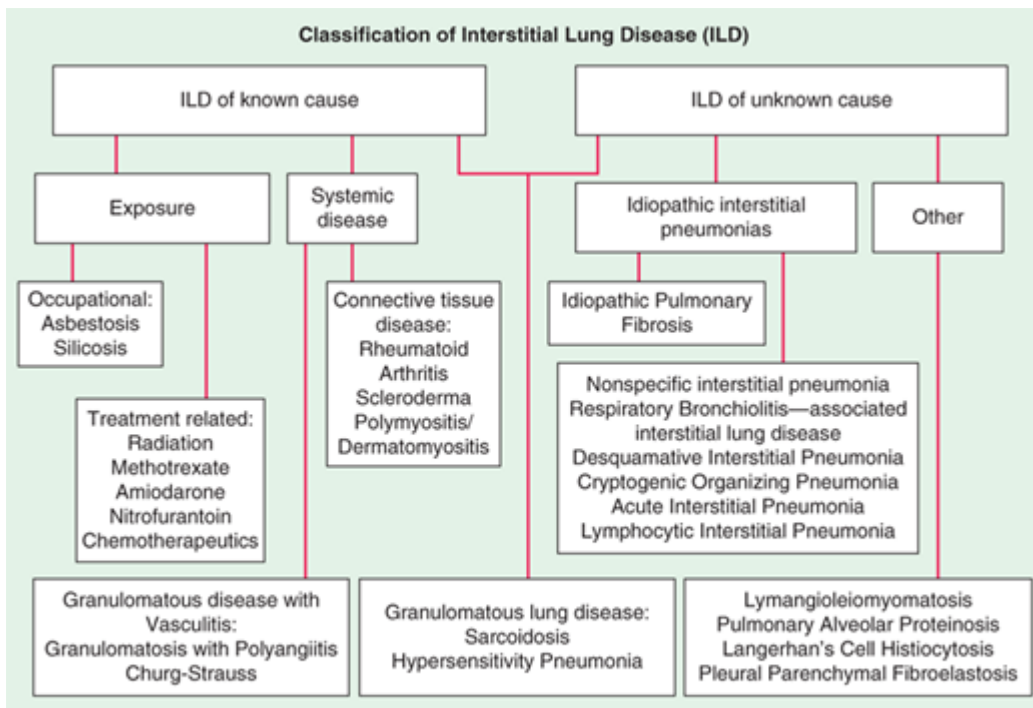 Classification of Interstitial Lung Disease (ILD)
ILD of known cause
ILD of unknown cause
Exposure
Systemic
disease
Idiopathic interstitial
pneumonias
Other
Occupational:
Asbestosis
Silicosis
Connective tissue
disease:
Rheumatoid
Arthritis
Scleroderma
Polymyositis/
Dermatomyositis
Idiopathic Pulmonary
Fibrosis
Treatment related:
Radiation
Methotrexate
Amiodarone
Nitrofurantoin
Chemotherapeutics
Nonspecific interstitial pneumonia
Respiratory Bronchiolitis—associated
interstitial lung disease
Desquamative Interstitial Pneumonia
Cryptogenic Organizing Pneumonia
Acute Interstitial Pneumonia
Lymphocytic Interstitial Pneumonia
Granulomatous disease with
Vasculitis:
Granulomatosis with Polyangiitis
Churg-Strauss
Granulomatous lung disease:
Sarcoidosis
Hypersensitivity Pneumonia
Lymangioleiomyomatosis
Pulmonary Alveolar Proteinosis
Langerhan's Cell Histiocytosis
Pleural Parenchymal Fibroelastosis